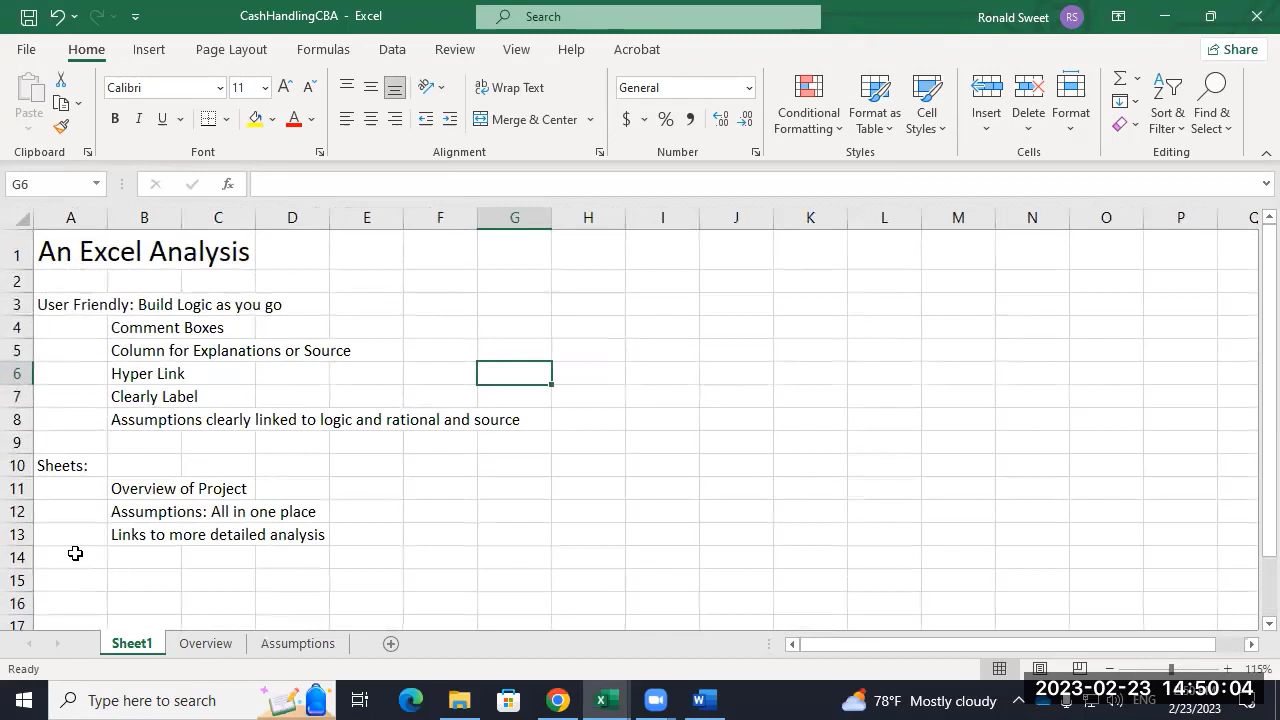 CashHandlingCBA - Excel
Search
Ronald Sweet RS
File Home Insert Page Layout Formulas Data Review View Help Acrobat Share
Paste
Calibri 11 A A
Wrap Text
General
B I U A
Merge & Center
$ % 9
Conditional Formatting
Format as Table
Cell Styles
Insert
Delete
Format
Sort & Filter
Find & Select
Clipboard Font Alignment Number Styles Cells Editing
G6 fx
A B C D E F G H I J K L M N O P Q
1 An Excel Analysis
2
3 User Friendly: Build Logic as you go
4 Comment Boxes
5 Column for Explanations or Source
6 Hyper Link
7 Clearly Label
8 Assumptions clearly linked to logic and rational and source
9
10 Sheets:
11 Overview of Project
12 Assumptions: All in one place
13 Links to more detailed analysis
14
15
16
17
Sheet1 Overview Assumptions
Ready 115%
Type here to search
78°F Mostly cloudy
ENG
2023-02-23 14:50:04
2/23/2023